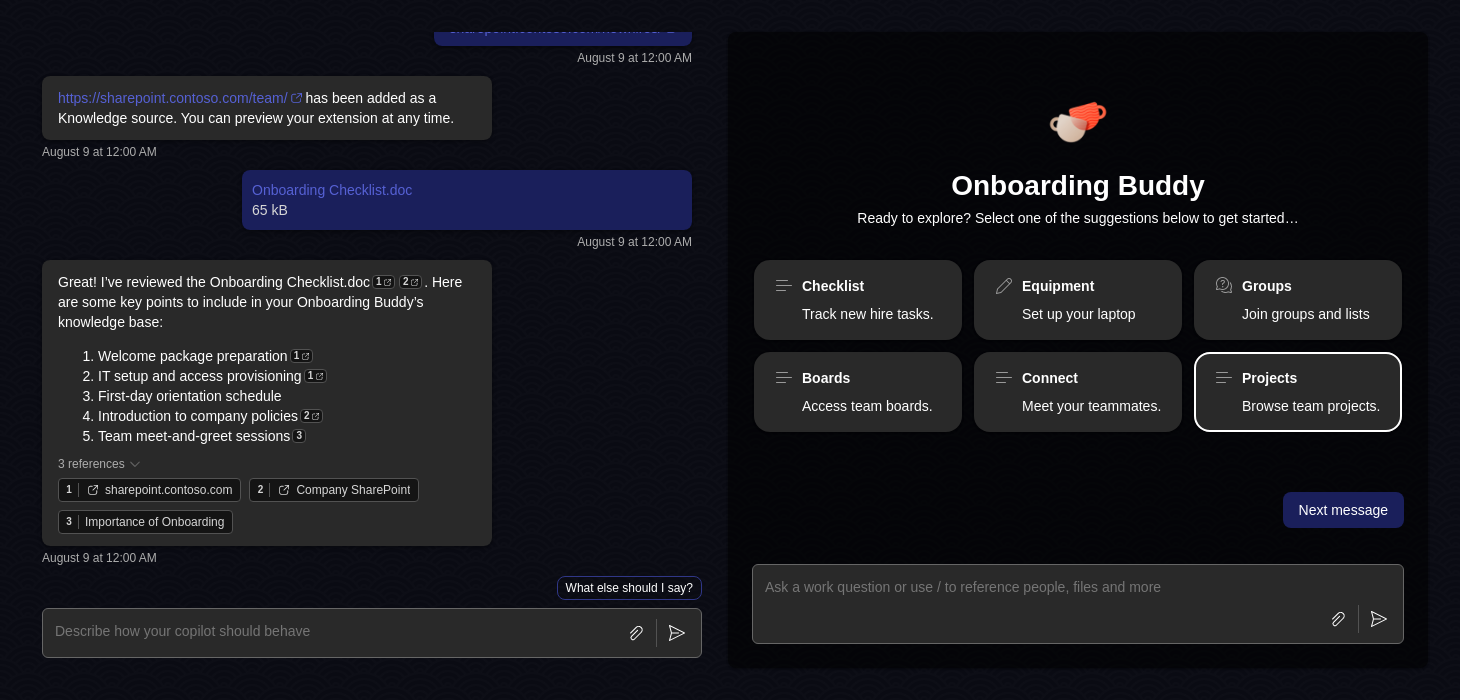 August 9 at 12:00 AM
https://sharepoint.contoso.com/team/ has been added as a
Knowledge source. You can preview your extension at any time.
August 9 at 12:00 AM
Onboarding Checklist.doc
65 kB
August 9 at 12:00 AM
Great! I've reviewed the Onboarding Checklist.doc 1 2 . Here
are some key points to include in your Onboarding Buddy's
knowledge base:
1. Welcome package preparation 1
2. IT setup and access provisioning 1
3. First-day orientation schedule
4. Introduction to company policies 2
5. Team meet-and-greet sessions 3
3 references
1 sharepoint.contoso.com 2 Company SharePoint
3 Importance of Onboarding
August 9 at 12:00 AM
What else should I say?
Describe how your copilot should behave
Onboarding Buddy
Ready to explore? Select one of the suggestions below to get started…
Checklist
Track new hire tasks.
Equipment
Set up your laptop
Groups
Join groups and lists
Boards
Access team boards.
Connect
Meet your teammates.
Projects
Browse team projects.
Next message
Ask a work question or use / to reference people, files and more